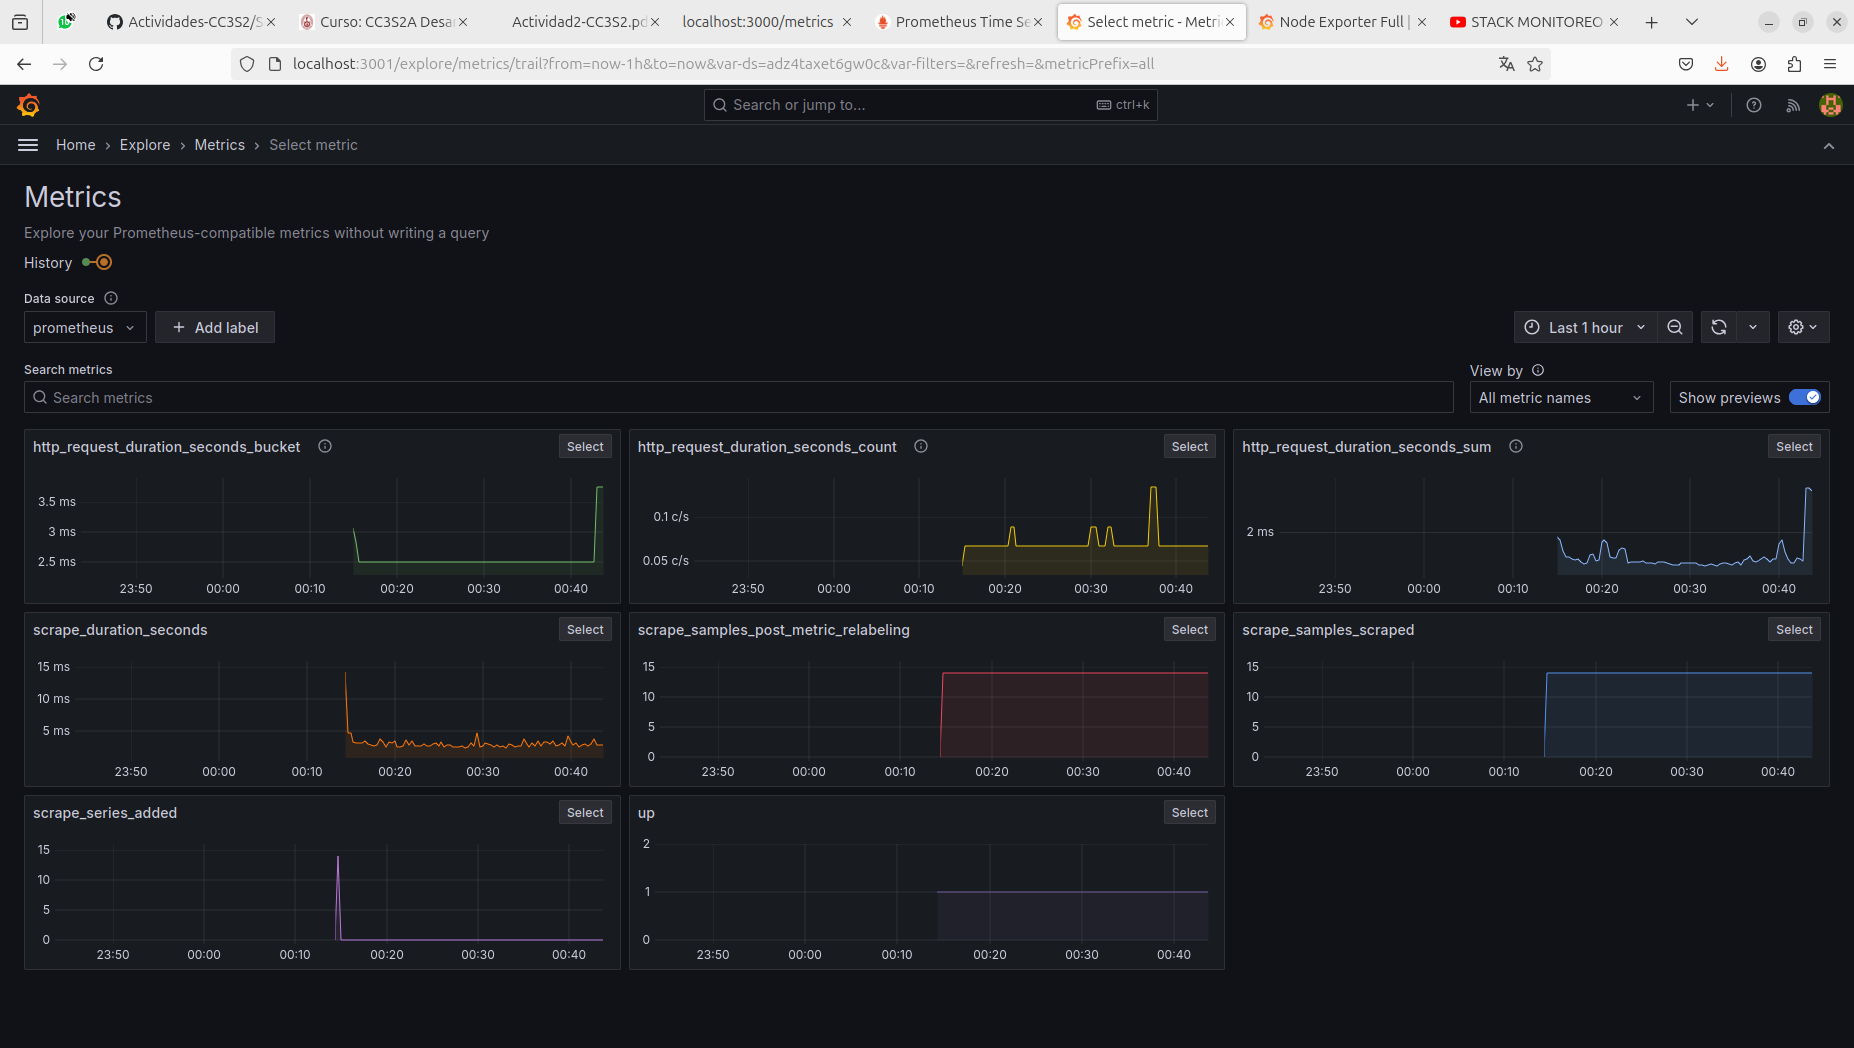 Actividades-CC3S2/S
Curso: CC3S2A Desar
Actividad2-CC3S2.pd
localhost:3000/metrics
Prometheus Time Se
Select metric - Metri
Node Exporter Full |
STACK MONITOREO
localhost:3001/explore/metrics/trail?from=now-1h&to=now&var-ds=adz4taxet6gw0c&var-filters=&refresh=&metricPrefix=all
Search or jump to... ctrl+k
Home › Explore › Metrics › Select metric
Metrics
Explore your Prometheus-compatible metrics without writing a query
History
Data source
prometheus
+ Add label
Last 1 hour
Search metrics
View by
Search metrics
All metric names
Show previews
http_request_duration_seconds_bucket
Select
3.5 ms
3 ms
2.5 ms
23:50 00:00 00:10 00:20 00:30 00:40
http_request_duration_seconds_count
Select
0.1 c/s
0.05 c/s
23:50 00:00 00:10 00:20 00:30 00:40
http_request_duration_seconds_sum
Select
2 ms
23:50 00:00 00:10 00:20 00:30 00:40
scrape_duration_seconds
Select
15 ms
10 ms
5 ms
23:50 00:00 00:10 00:20 00:30 00:40
scrape_samples_post_metric_relabeling
Select
15
10
5
0
23:50 00:00 00:10 00:20 00:30 00:40
scrape_samples_scraped
Select
15
10
5
0
23:50 00:00 00:10 00:20 00:30 00:40
scrape_series_added
Select
15
10
5
0
23:50 00:00 00:10 00:20 00:30 00:40
up
Select
2
1
0
23:50 00:00 00:10 00:20 00:30 00:40